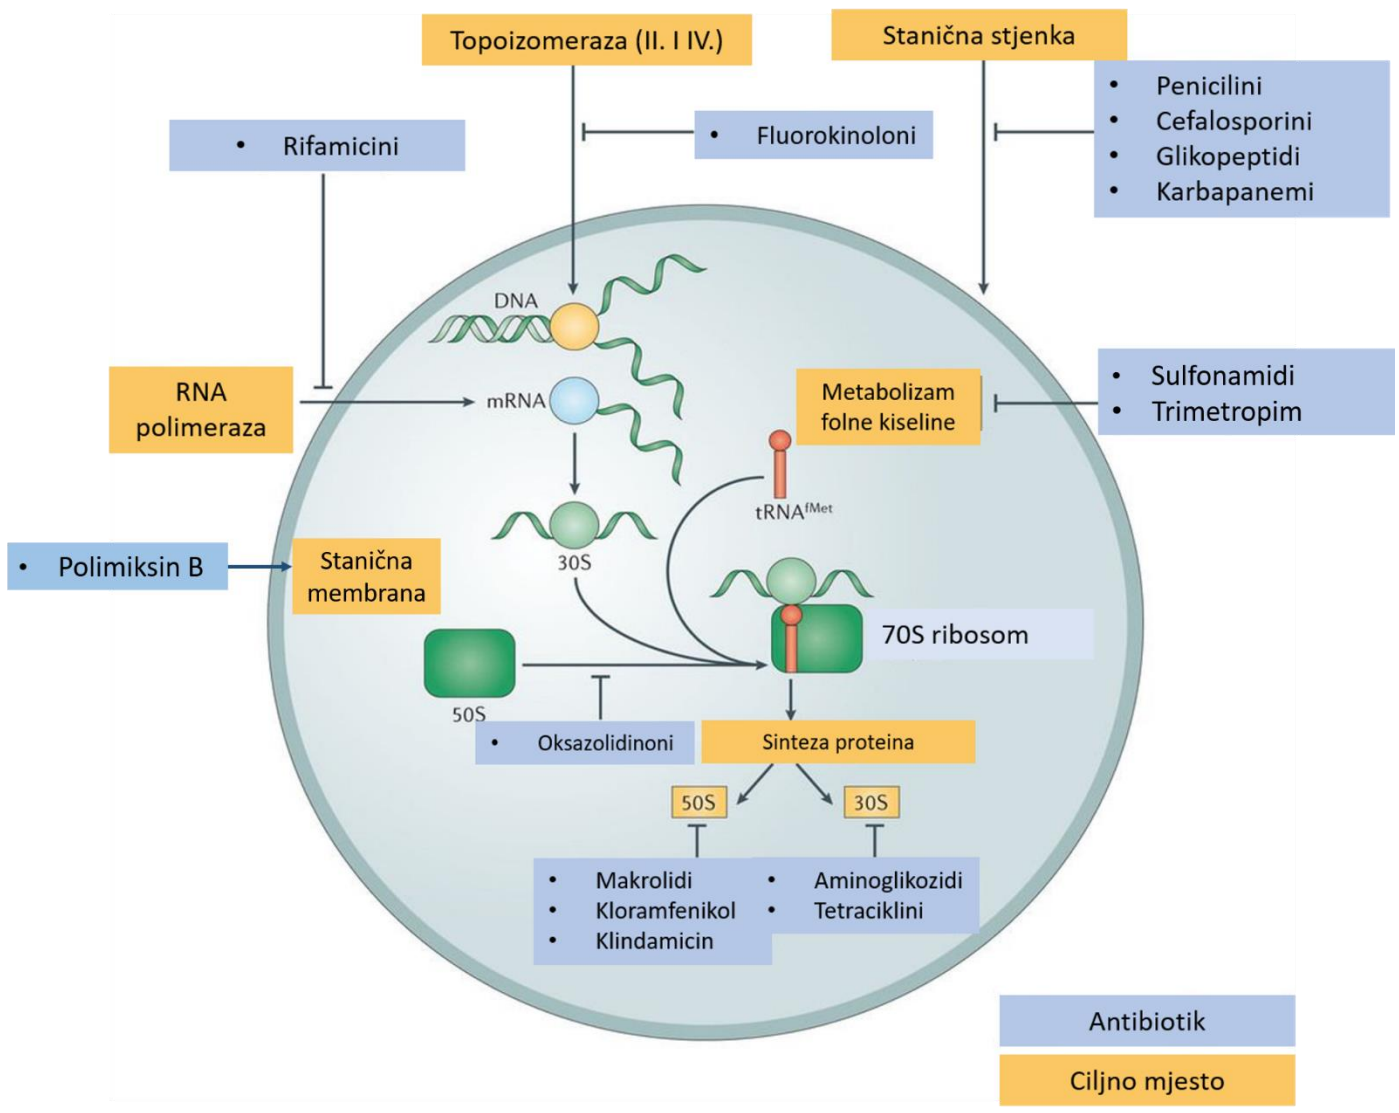 Topoizomeraza (II. I IV.)
Stanična stjenka
• Penicilini
• Cefalosporini
• Glikopeptidi
• Karbapanemi
• Rifamicini
• Fluorokinoloni
DNA
RNA
polimeraza
mRNA
Metabolizam
folne kiseline
• Sulfonamidi
• Trimetropim
tRNAfMet
30S
• Polimiksin B
Stanična
membrana
70S ribosom
50S
• Oksazolidinoni
Sinteza proteina
50S
30S
• Makrolidi
• Kloramfenikol
• Klindamicin
• Aminoglikozidi
• Tetraciklini
Antibiotik
Ciljno mjesto